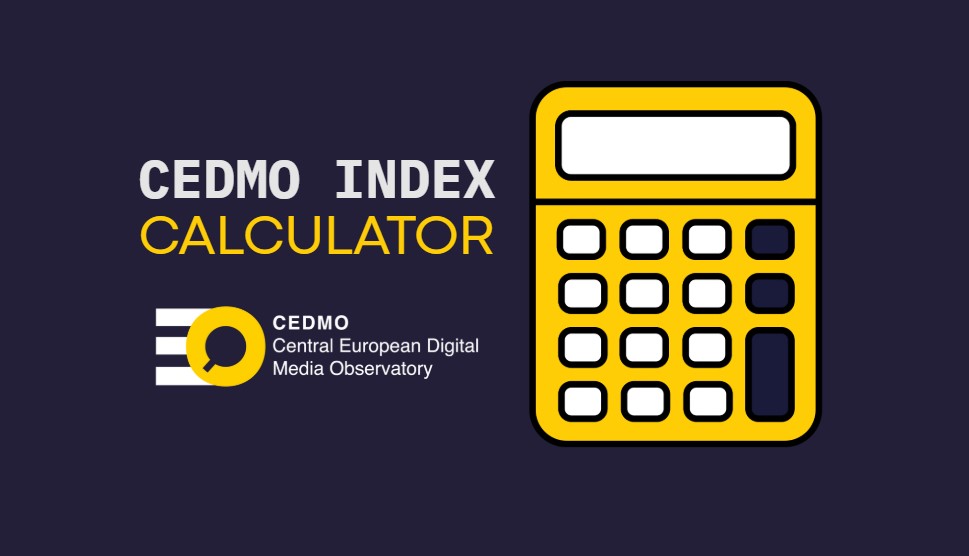 CEDMO INDEX
CALCULATOR
CEDMO
Central European Digital
Media Observatory